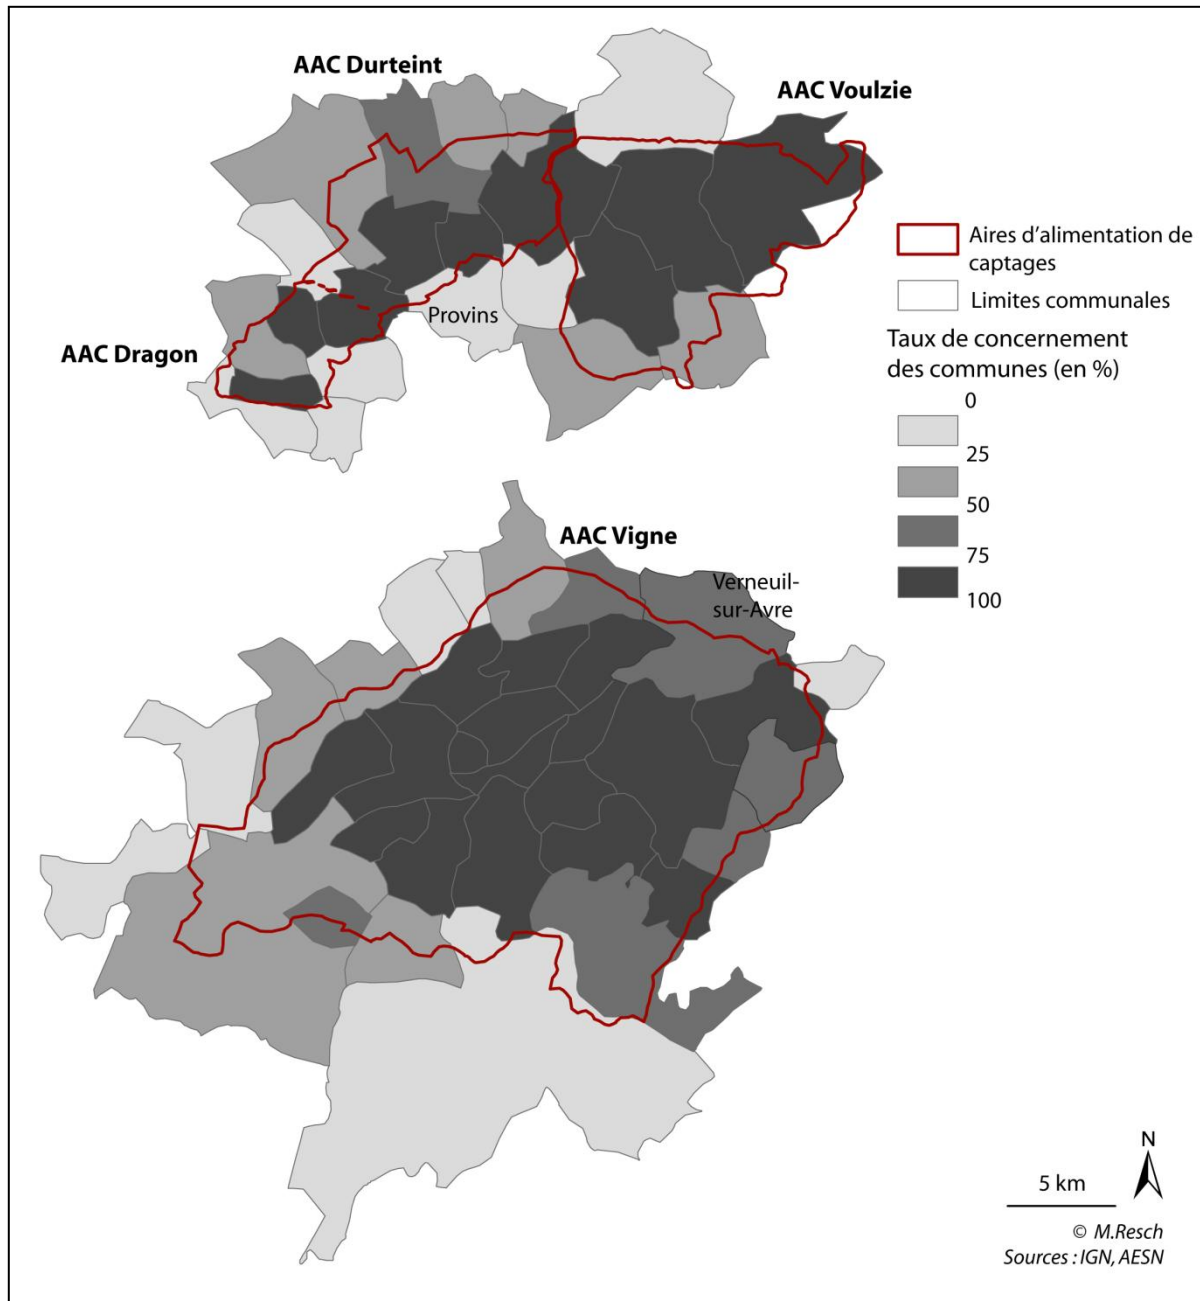 AAC Durteint
AAC Voulzie
Aires d'alimentation de
captages
Limites communales
Provins
AAC Dragon
Taux de concernement
des communes (en %)
0
25
50
75
100
AAC Vigne
Verneuil-
sur-Avre
N
5 km
© M.Resch
Sources : IGN, AESN